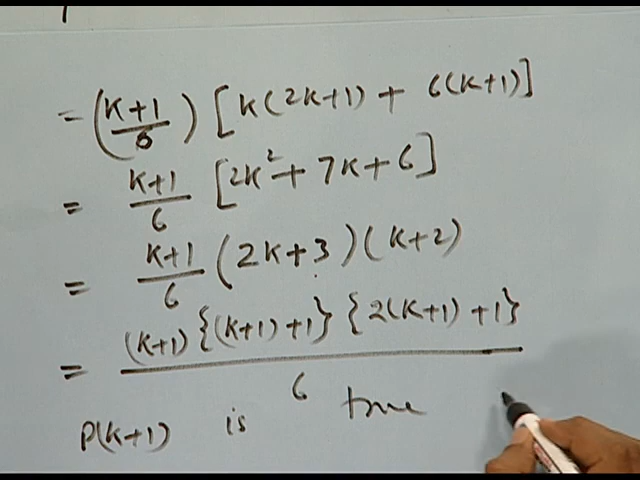 = (K+1/6) [K(2K+1) + 6(K+1)]
= K+1/6 [2K² + 7K + 6]
= K+1/6 (2K+3)(K+2)
= (K+1) {(K+1)+1} {2(K+1)+1} / 6
P(K+1) is true